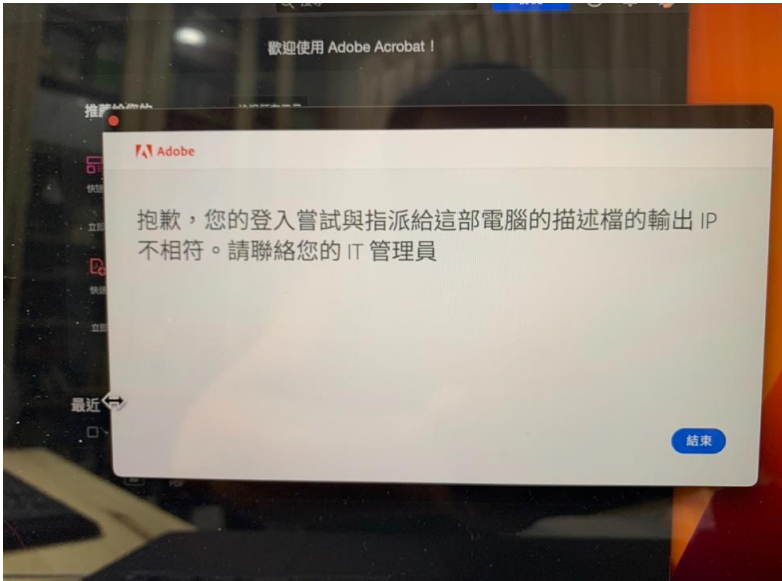 歡迎使用 Adobe Acrobat！
Adobe
抱歉，您的登入嘗試與指派給這部電腦的描述檔的輸出 IP
不相符。請聯絡您的 IT 管理員
最近
結束